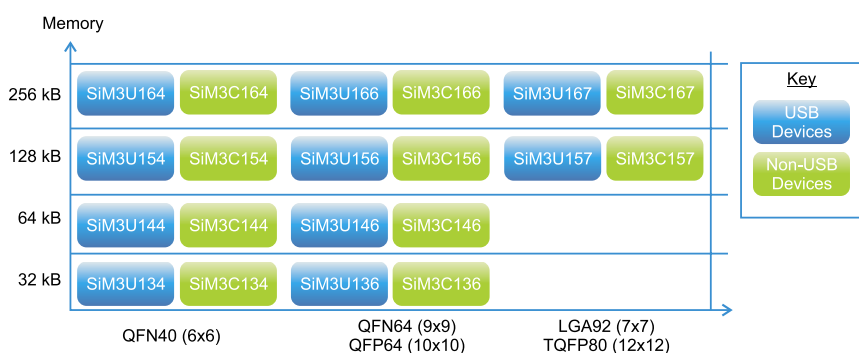 Memory
256 kB
SiM3U164 SiM3C164 SiM3U166 SiM3C166 SiM3U167 SiM3C167
128 kB
SiM3U154 SiM3C154 SiM3U156 SiM3C156 SiM3U157 SiM3C157
64 kB
SiM3U144 SiM3C144 SiM3U146 SiM3C146
32 kB
SiM3U134 SiM3C134 SiM3U136 SiM3C136
QFN40 (6x6)
QFN64 (9x9)
QFP64 (10x10)
LGA92 (7x7)
TQFP80 (12x12)
Key
USB
Devices
Non-USB
Devices